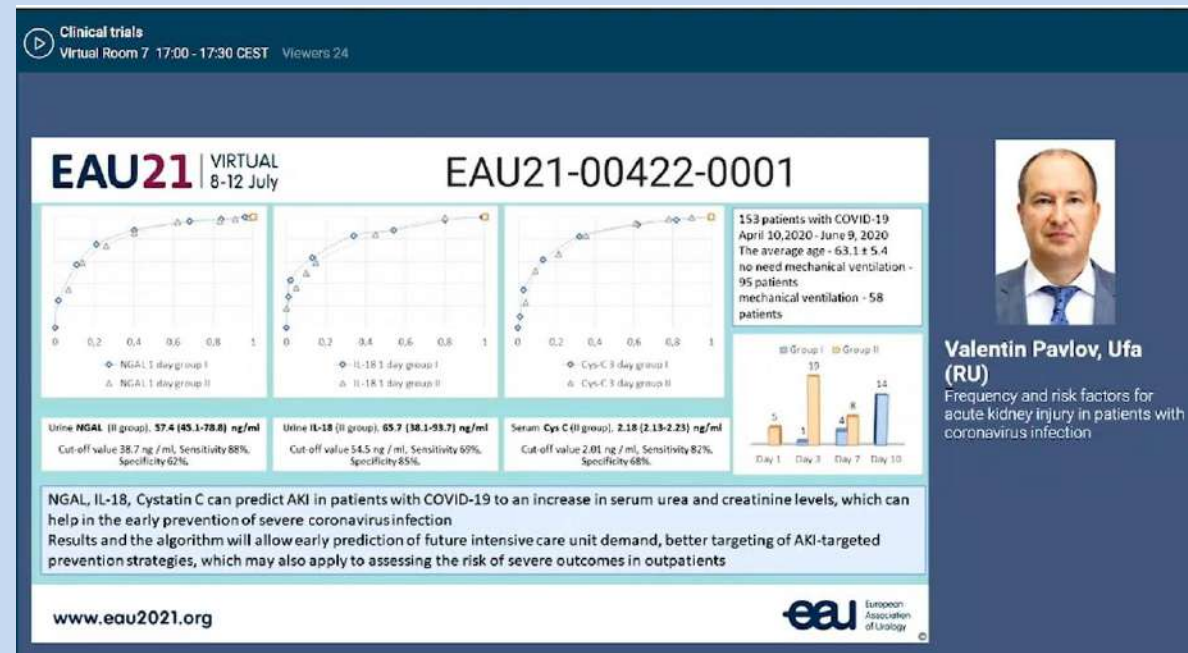 Clinical trials
Virtual Room 7 17:00 - 17:30 CEST Viewers 24
EAU21 VIRTUAL
8-12 July
EAU21-00422-0001
0 0,2 0,4 0,6 0,8 1
NGAL 1 day group I
NGAL 1 day group II
0 0,2 0,4 0,6 0,8 1
IL-18 1 day group I
IL-18 1 day group II
0 0,2 0,4 0,6 0,8 1
Cys-C 3 day group I
Cys-C 3 day group II
153 patients with COVID-19
April 10,2020 - June 9, 2020
The average age - 63.1 ± 5.4
no need mechanical ventilation -
95 patients
mechanical ventilation - 58
patients
Group I Group II
19
14
8
5
4
1
Day 1 Day 3 Day 7 Day 10
Urine NGAL (II group), 57.4 (45.1-78.8) ng/ml
Cut-off value 38.7 ng / ml, Sensitivity 88%,
Specificity 62%,
Urine IL-18 (II group), 65.7 (38.1-93.7) ng/ml
Cut-off value 54.5 ng / ml, Sensitivity 69%,
Specificity 85%,
Serum Cys C (II group), 2.18 (2.13-2.23) ng/ml
Cut-off value 2.01 ng / ml, Sensitivity 82%,
Specificity 68%.
NGAL, IL-18, Cystatin C can predict AKI in patients with COVID-19 to an increase in serum urea and creatinine levels, which can
help in the early prevention of severe coronavirus infection
Results and the algorithm will allow early prediction of future intensive care unit demand, better targeting of AKI-targeted
prevention strategies, which may also apply to assessing the risk of severe outcomes in outpatients
www.eau2021.org
eau European
Association
of Urology
©
Valentin Pavlov, Ufa
(RU)
Frequency and risk factors for
acute kidney injury in patients with
coronavirus infection